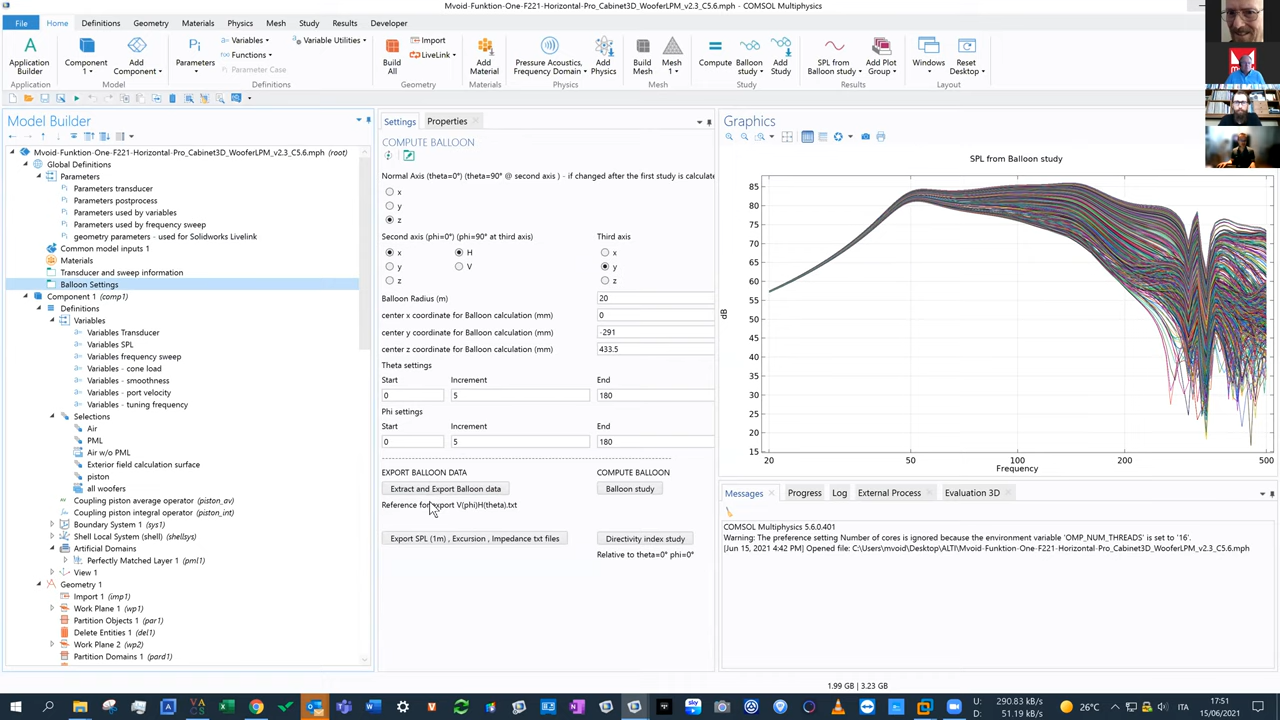 Mvoid-Funktion-One-F221-Horizontal-Pro_Cabinet3D_WooferLPM_v2.3_C5.6.mph - COMSOL Multiphysics
File Home Definitions Geometry Materials Physics Mesh Study Results Developer
Application Builder
Component 1
Add Component
Parameters
Variables
Functions
Parameter Case
Variable Utilities
Build All
Import
LiveLink
Add Material
Pressure Acoustics, Frequency Domain
Add Physics
Build Mesh
Mesh 1
Compute
Balloon study
Add Study
SPL from Balloon study
Add Plot Group
Windows
Reset Desktop
Application Model Definitions Geometry Materials Physics Mesh Study Results Layout
Model Builder
Mvoid-Funktion-One-F221-Horizontal-Pro_Cabinet3D_WooferLPM_v2.3_C5.6.mph (root)
Global Definitions
Parameters
Parameters transducer
Parameters postprocess
Parameters used by variables
Parameters used by frequency sweep
geometry parameters - used for Solidworks Livelink
Common model inputs 1
Materials
Transducer and sweep information
Balloon Settings
Component 1 (comp1)
Definitions
Variables
Variables Transducer
Variables SPL
Variables frequency sweep
Variables - cone load
Variables - smoothness
Variables - port velocity
Variables - tuning frequency
Selections
Air
PML
Air w/o PML
Exterior field calculation surface
piston
all woofers
Coupling piston average operator (piston_av)
Coupling piston integral operator (piston_int)
Boundary System 1 (sys1)
Shell Local System (shell) (shellsys)
Artificial Domains
Perfectly Matched Layer 1 (pml1)
View 1
Geometry 1
Import 1 (imp1)
Work Plane 1 (wp1)
Partition Objects 1 (par1)
Delete Entities 1 (del1)
Work Plane 2 (wp2)
Partition Domains 1 (pard1)
Settings Properties
COMPUTE BALLOON
Normal Axis (theta=0°) (theta=90° @ second axis ) - if changed after the first study is calculate
x
y
z
Second axis (phi=0°) (phi=90° at third axis) Third axis
x H x
y V y
z z
Balloon Radius (m) 20
center x coordinate for Balloon calculation (mm) 0
center y coordinate for Balloon calculation (mm) -291
center z coordinate for Balloon calculation (mm) 433.5
Theta settings
Start Increment End
0 5 180
Phi settings
Start Increment End
0 5 180
EXPORT BALLOON DATA COMPUTE BALLOON
Extract and Export Balloon data Balloon study
Reference for export V(phi)H(theta).txt
Export SPL (1m) , Excursion , Impedance txt files Directivity index study
Relative to theta=0° phi=0°
Graphics
SPL from Balloon study
85
80
75
70
65
60
55
50
45
40
35
30
25
20
15
dB
20 50 100 200 500
Frequency
Messages Progress Log External Process Evaluation 3D
COMSOL Multiphysics 5.6.0.401
Warning: The preference setting Number of cores is ignored because the environment variable 'OMP_NUM_THREADS' is set to '16'.
[Jun 15, 2021 4:42 PM] Opened file: C:\Users\mvoid\Desktop\ALTI\Mvoid-Funktion-One-F221-Horizontal-Pro_Cabinet3D_WooferLPM_v2.3_C5.6.mph
1.99 GB | 3.23 GB
U: 290.83 kB/s
D: 51.19 kB/s
26°C
ITA
17:51
15/06/2021